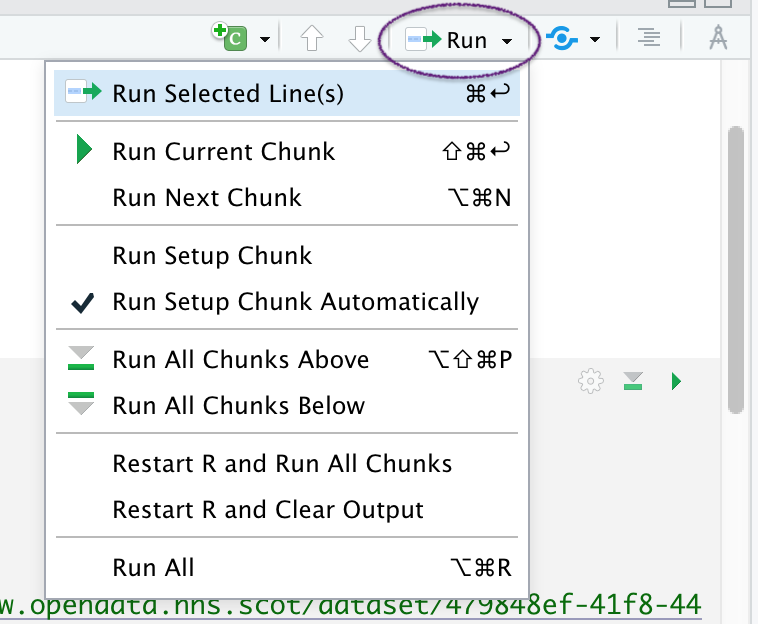 C
Run
Run Selected Line(s) ⌘↩
Run Current Chunk ⇧⌘↩
Run Next Chunk ⌥⌘N
Run Setup Chunk
Run Setup Chunk Automatically
Run All Chunks Above ⌥⇧⌘P
Run All Chunks Below
Restart R and Run All Chunks
Restart R and Clear Output
Run All ⌥⌘R
w.opendata.nhs.scot/dataset/479848ef-41f8-44